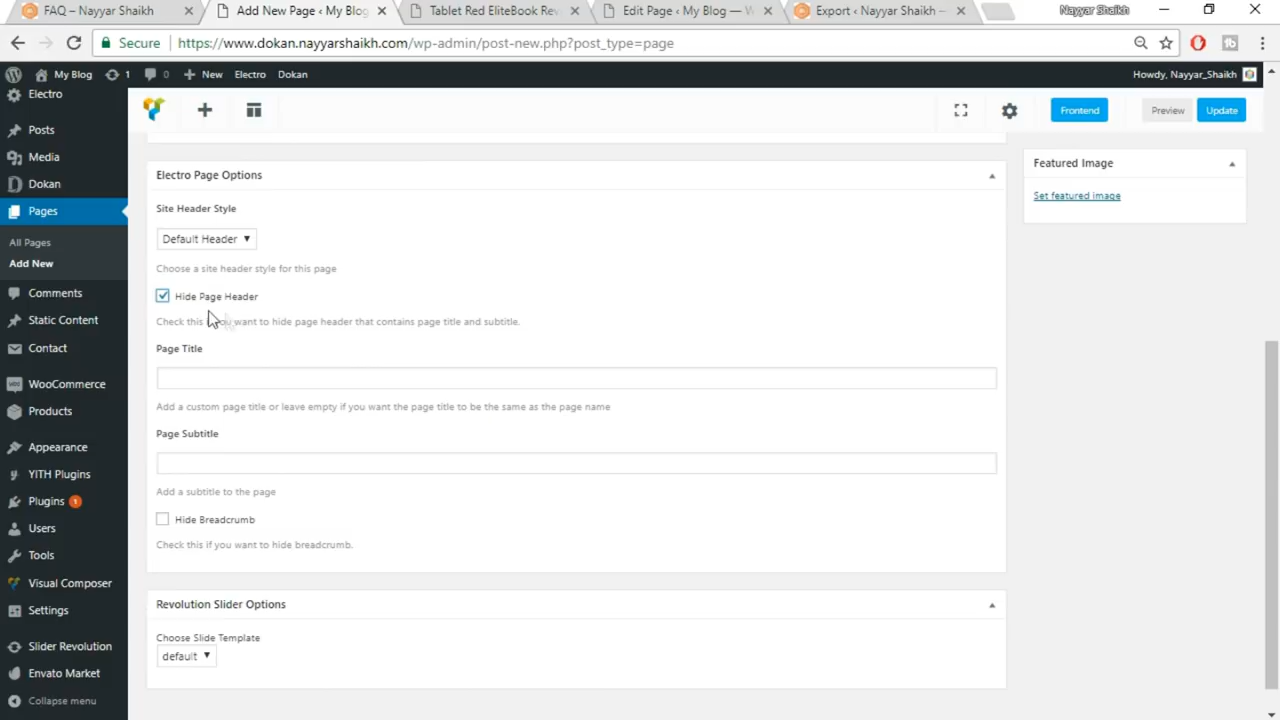 FAQ – Nayyar Shaikh
Add New Page ‹ My Blog
Tablet Red EliteBook Rev
Edit Page ‹ My Blog — W
Export ‹ Nayyar Shaikh —
Nayyar Shaikh
Secure
https://www.dokan.nayyarshaikh.com/wp-admin/post-new.php?post_type=page
My Blog
1
0
New
Electro
Dokan
Howdy, Nayyar_Shaikh
Electro
Posts
Media
Dokan
Pages
All Pages
Add New
Comments
Static Content
Contact
WooCommerce
Products
Appearance
YITH Plugins
Plugins 1
Users
Tools
Visual Composer
Settings
Slider Revolution
Envato Market
Collapse menu
Frontend
Preview
Update
Electro Page Options
Site Header Style
Default Header
Choose a site header style for this page
Hide Page Header
Check this if you want to hide page header that contains page title and subtitle.
Page Title
Add a custom page title or leave empty if you want the page title to be the same as the page name
Page Subtitle
Add a subtitle to the page
Hide Breadcrumb
Check this if you want to hide breadcrumb.
Revolution Slider Options
Choose Slide Template
default
Featured Image
Set featured image